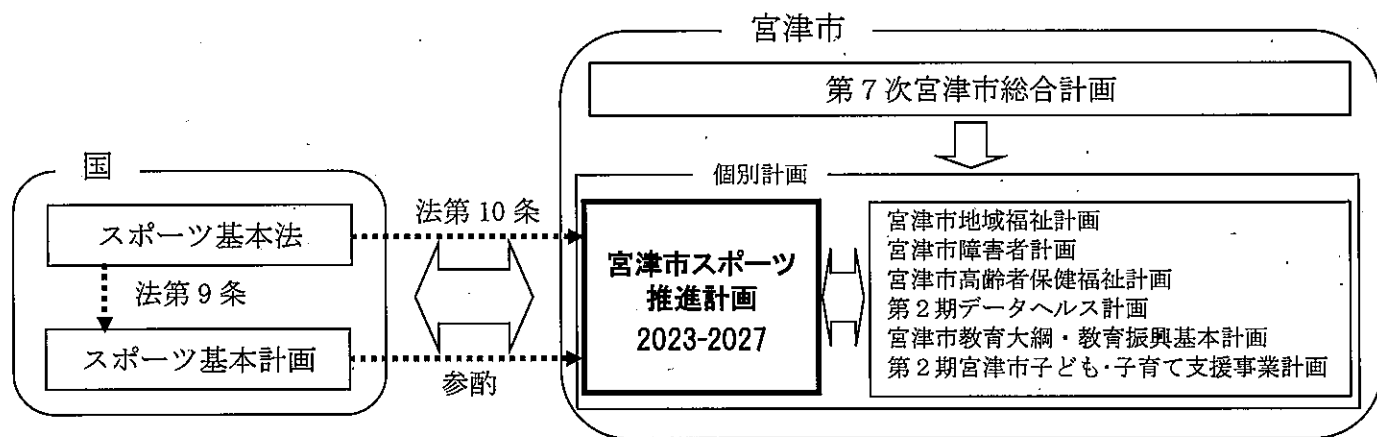 宮津市
第7次宮津市総合計画
国
スポーツ基本法
法第9条
スポーツ基本計画
法第10条
参酌
個別計画
宮津市スポーツ
推進計画
2023-2027
宮津市地域福祉計画
宮津市障害者計画
宮津市高齢者保健福祉計画
第2期データヘルス計画
宮津市教育大綱・教育振興基本計画
第2期宮津市子ども・子育て支援事業計画